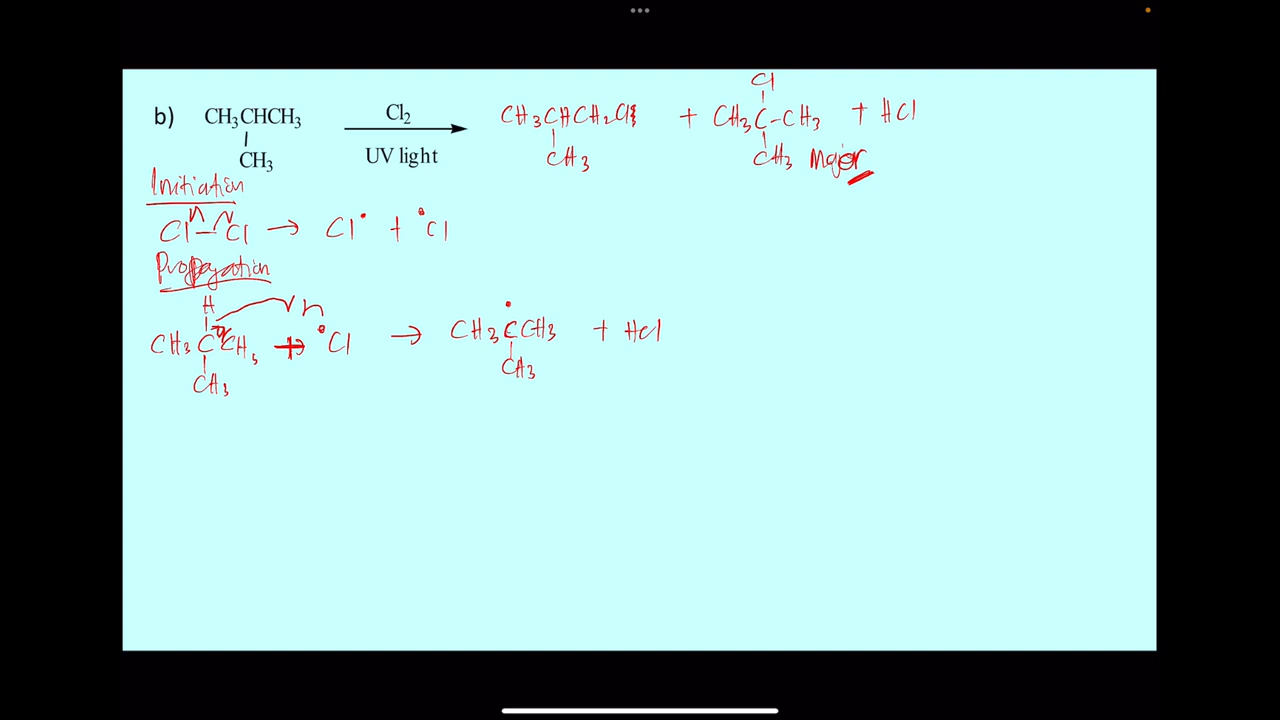 Cl
b) CH₃CHCH₃ Cl₂ CH₃CHCH₂Cl + CH₃C-CH₃ + HCl
CH₃ UV light CH₃ CH₃ Major
Initiation
Cl–Cl → Cl• + •Cl
Propagation
H
CH₃CCH₃ + •Cl → CH₃ĊCH₃ + HCl
CH₃ CH₃